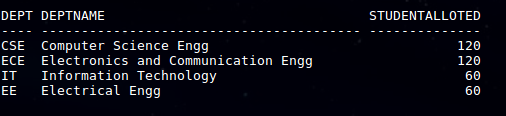 DEPT DEPTNAME                                 STUDENTALLOTED
---- ---------------------------------------- --------------
CSE  Computer Science Engg                               120
ECE  Electronics and Communication Engg                  120
IT   Information Technology                               60
EE   Electrical Engg                                      60